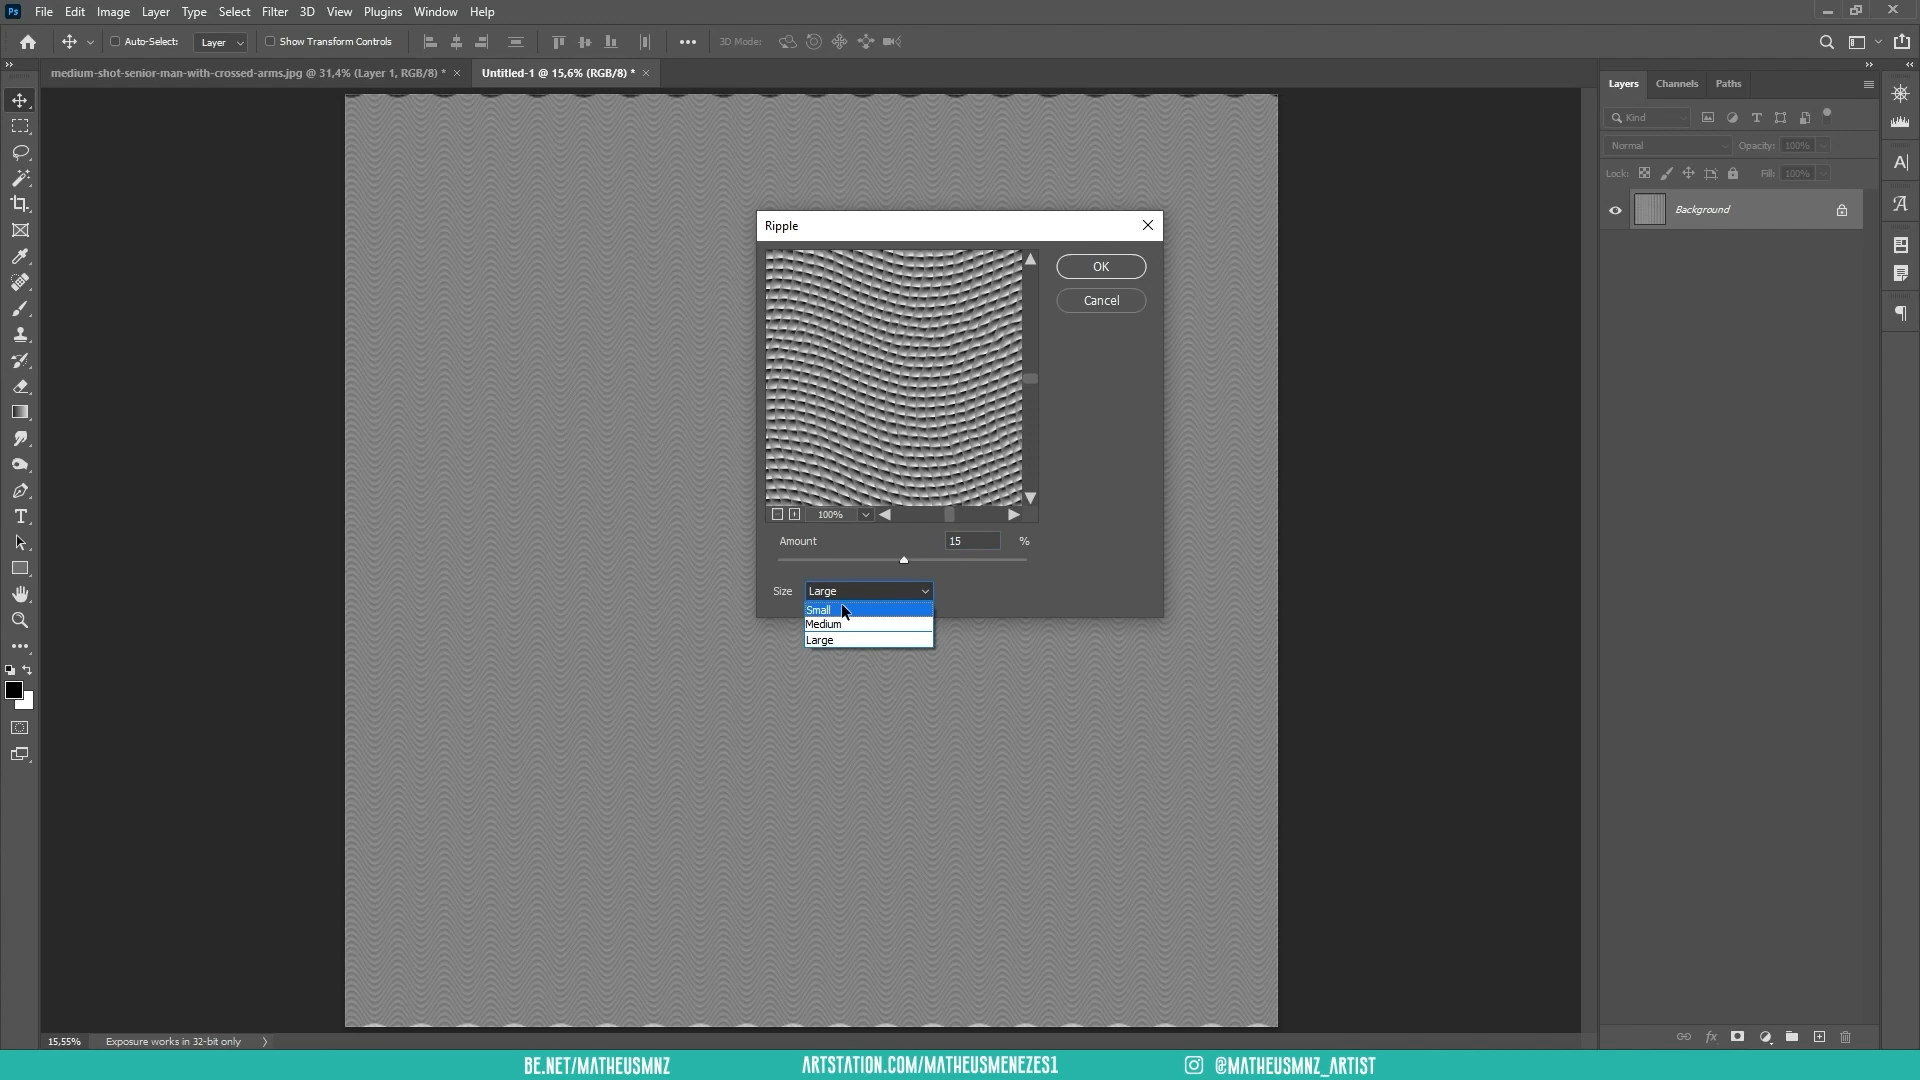 Ps File Edit Image Layer Type Select Filter 3D View Plugins Window Help
Auto-Select: Layer Show Transform Controls 3D Mode:
medium-shot-senior-man-with-crossed-arms.jpg @ 31,4% (Layer 1, RGB/8) * Untitled-1 @ 15,6% (RGB/8) *
Layers Channels Paths
Kind
Normal Opacity: 100%
Lock: Fill: 100%
Background
Ripple
OK
Cancel
100%
Amount 15 %
Size Large
Small
Medium
Large
15,55% Exposure works in 32-bit only
BE.NET/MATHEUSMNZ ARTSTATION.COM/MATHEUSMENEZES1 @MATHEUSMNZ_ARTIST